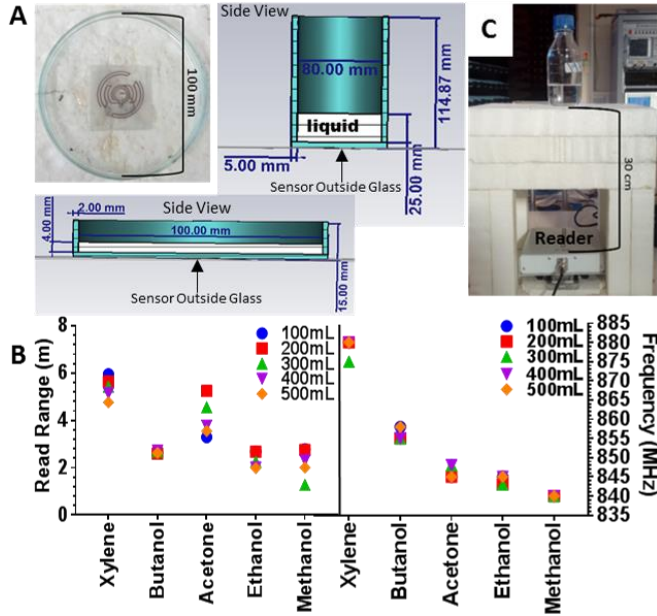 A
100 mm
Side View
80.00 mm
liquid
5.00 mm
114.87 mm
25.00 mm
Sensor Outside Glass
C
30 cm
Reader
Side View
2.00 mm
4.00 mm
100.00 mm
15.00 mm
Sensor Outside Glass
B
Read Range (m)
8
6
4
2
0
100mL
200mL
300mL
400mL
500mL
Xylene
Butanol
Acetone
Ethanol
Methanol
100mL
200mL
300mL
400mL
500mL
Xylene
Butanol
Acetone
Ethanol
Methanol
885
880
875
870
865
860
855
850
845
840
835
Frequency (MHz)